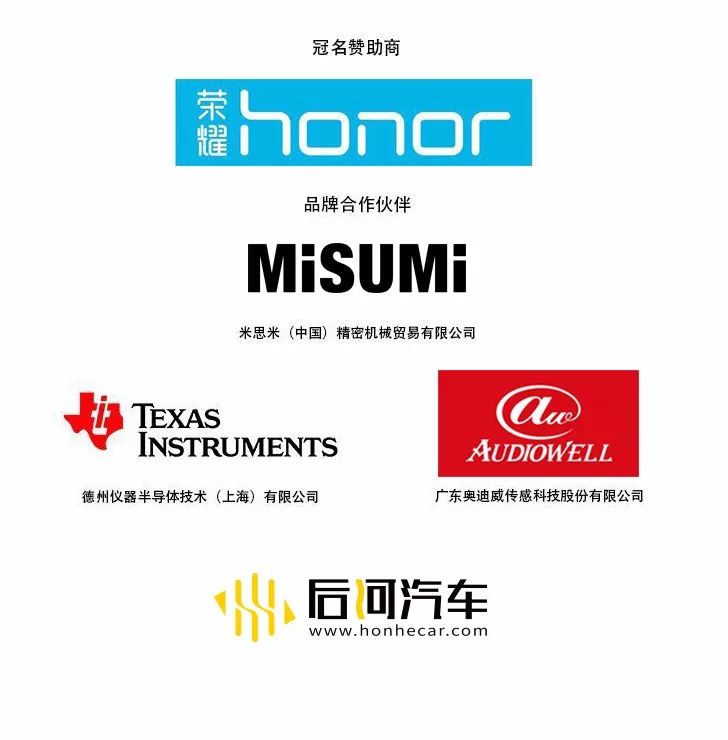 冠名赞助商
荣耀 honor
品牌合作伙伴
MiSUMi
米思米（中国）精密机械贸易有限公司
TEXAS INSTRUMENTS
德州仪器半导体技术（上海）有限公司
aw
AUDIOWELL
广东奥迪威传感科技股份有限公司
后河汽车
www.honhecar.com